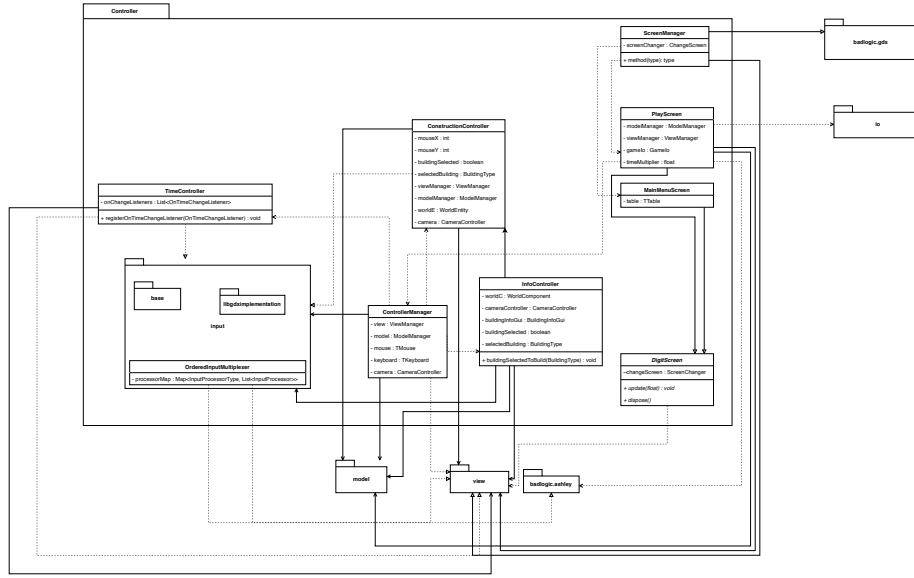 Controller
ScreenManager
- screenChanger : ChangeScreen
+ method(type): type
badlogic.gds
PlayScreen
- modelManager : ModelManager
- viewManager : ViewManager
- gameIo : GameIo
- timeMultiplier : float
io
ConstructionController
- mouseX : int
- mouseY : int
- buildingSelected : boolean
- selectedBuilding : BuildingType
- viewManager : ViewManager
- modelManager : ModelManager
- worldE : WorldEntity
- camera : CameraController
TimeController
- onChangeListeners : List<OnTimeChangeListener>
+ registerOnTimeChangeListener(OnTimeChangeListener) : void
MainMenuScreen
- table : TTable
base
libgdximplementation
input
OrderedInputMultiplexer
- processorMap : Map<InputProcessorType, List<InputProcessor>>
ControllerManager
- view : ViewManager
- model : ModelManager
- mouse : TMouse
- keyboard : TKeyboard
- camera : CameraController
InfoController
- worldC : WorldComponent
- cameraController : CameraController
- buildingInfoGui : BuildingInfoGui
- buildingSelected : boolean
- selectedBuilding : BuildingType
+ buildingSelectedToBuild(BuildingType) : void
DigitScreen
-changeScreen : ScreenChanger
+ update(float) : void
+ dispose()
model
view
badlogic.ashley